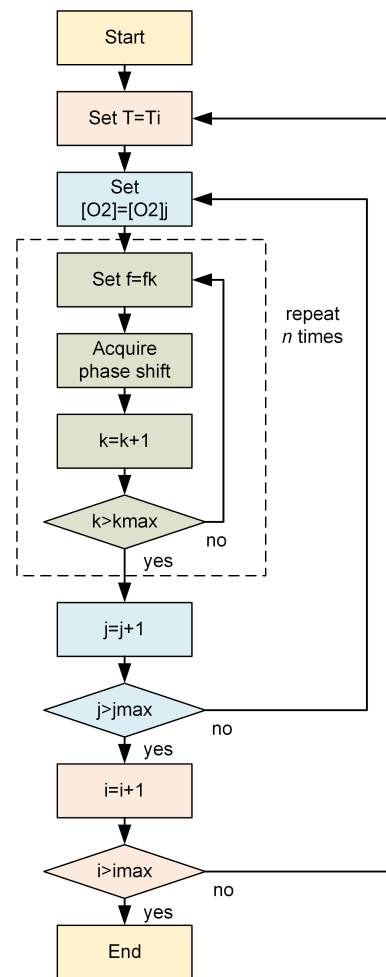 Start
Set T=Ti
Set
[O2]=[O2]j
Set f=fk
repeat
n times
Acquire
phase shift
k=k+1
k>kmax
no
yes
j=j+1
j>jmax
no
yes
i=i+1
i>imax
no
yes
End